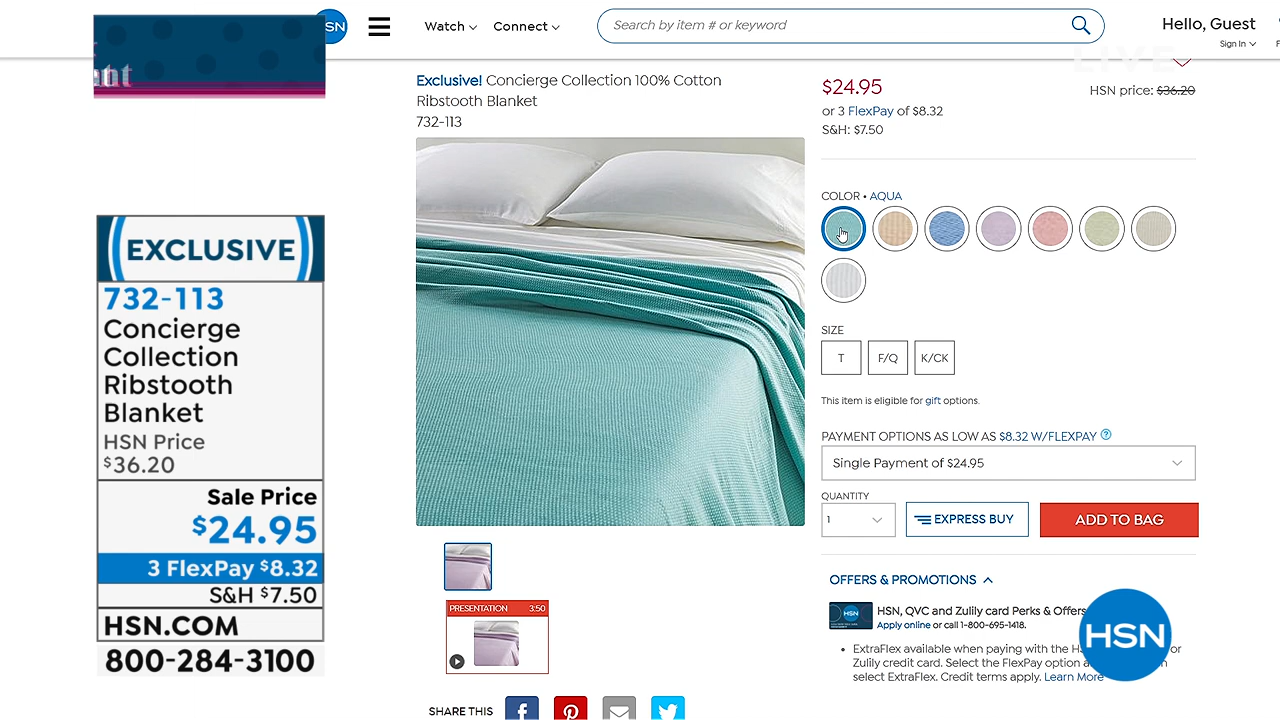 SN
Watch
Connect
Search by item # or keyword
Hello, Guest
Sign In
LIVE
EXCLUSIVE
732-113
Concierge
Collection
Ribstooth
Blanket
HSN Price
$36.20
Sale Price
$24.95
3 FlexPay $8.32
S&H $7.50
HSN.COM
800-284-3100
Exclusive! Concierge Collection 100% Cotton
Ribstooth Blanket
732-113
PRESENTATION 3:50
SHARE THIS
$24.95
HSN price: $36.20
or 3 FlexPay of $8.32
S&H: $7.50
COLOR • AQUA
SIZE
T
F/Q
K/CK
This item is eligible for gift options.
PAYMENT OPTIONS AS LOW AS $8.32 W/FLEXPAY ?
Single Payment of $24.95
QUANTITY
1
EXPRESS BUY
ADD TO BAG
OFFERS & PROMOTIONS
HSN
HSN, QVC and Zulily card Perks & Offers
Apply online or call 1-800-695-1418.
• ExtraFlex available when paying with the H
or
Zulily credit card. Select the FlexPay option a
n
select ExtraFlex. Credit terms apply. Learn More
HSN